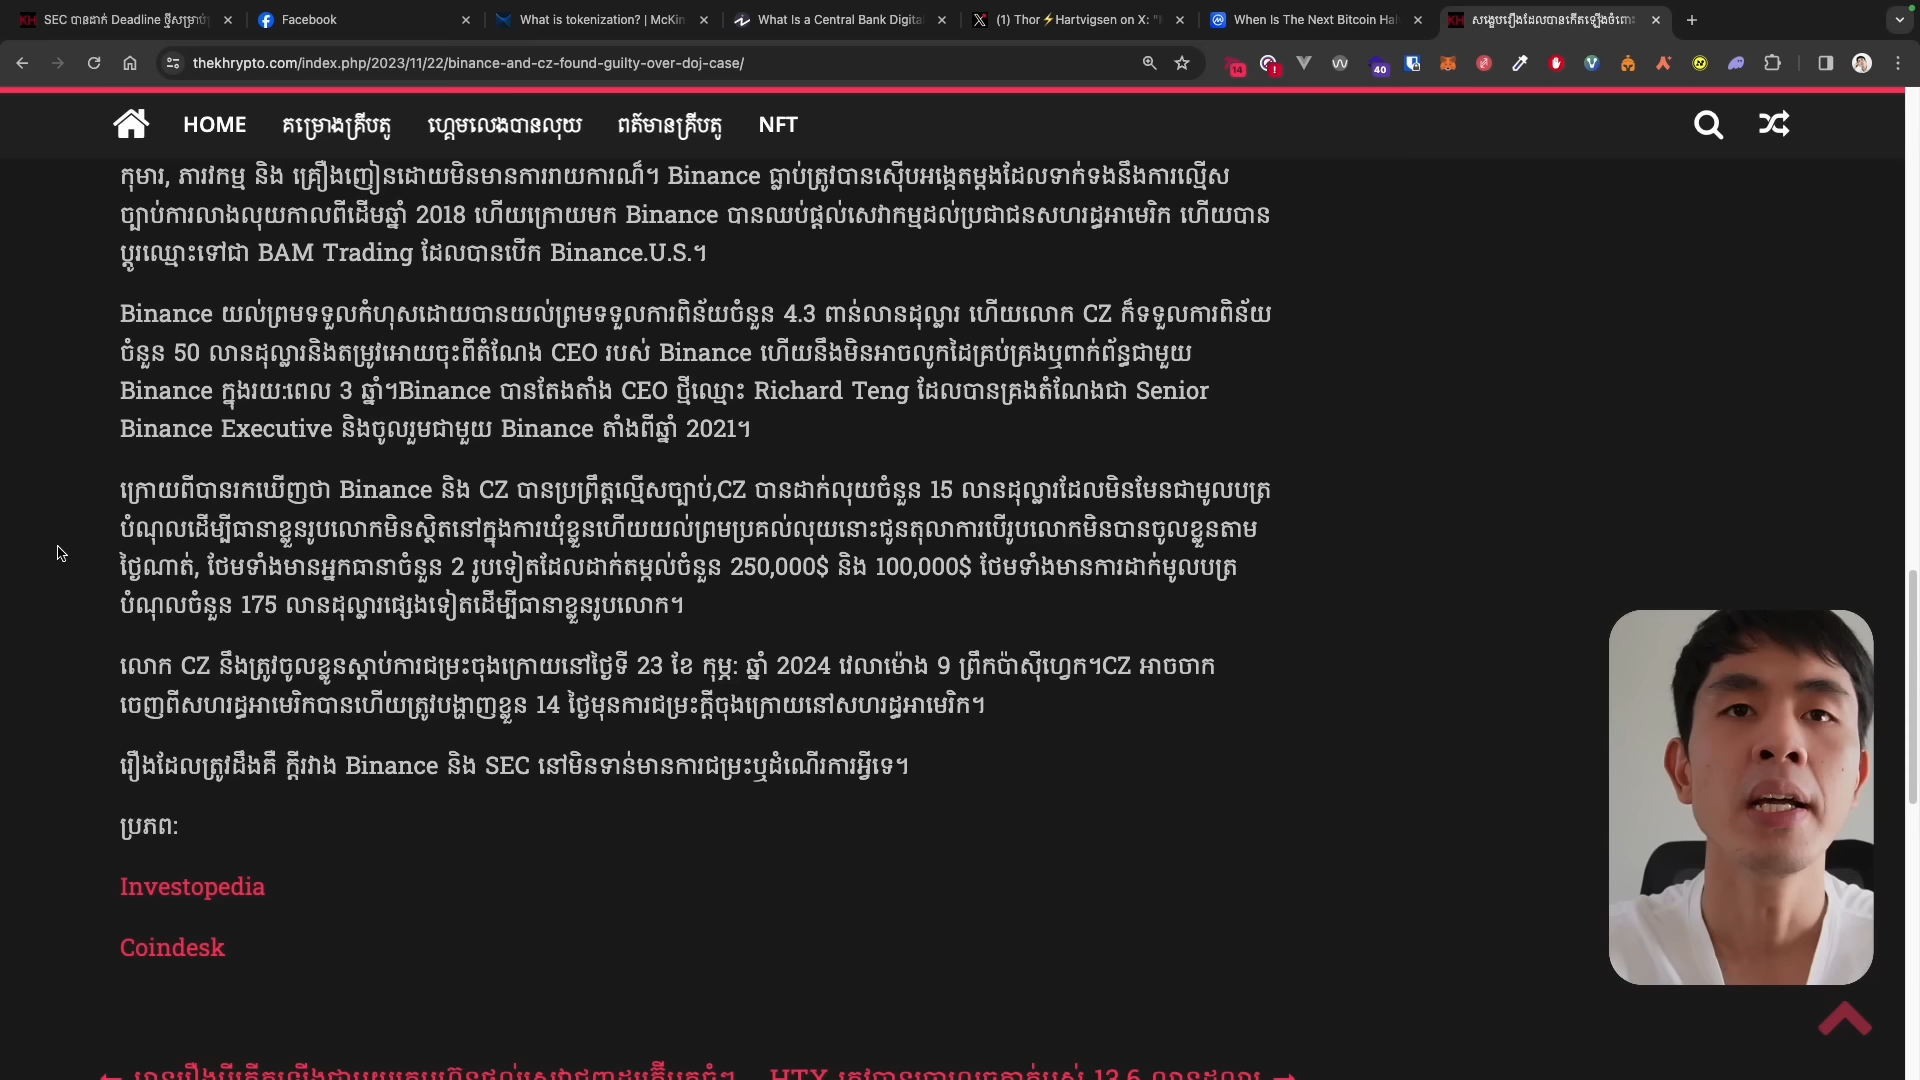 SEC បានដាក់ Deadline ថ្មីសម្រាប់
Facebook
What is tokenization? | McKin
What Is a Central Bank Digita
(1) Thor⚡Hartvigsen on X: "
When Is The Next Bitcoin Hal
សង្ខេបរឿងដែលបានកើតឡើងចំពោះ
thekhrypto.com/index.php/2023/11/22/binance-and-cz-found-guilty-over-doj-case/
14
40
HOME
គម្រោងគ្រីបតូ
ហ្គេមលេងបានលុយ
ពត៍មានគ្រីបតូ
NFT
កុមារ, ភារវកម្ម និង គ្រឿងញៀនដោយមិនមានការរាយការណ៍។ Binance ធ្លាប់ត្រូវបានស៊ើបអង្កេតម្ដងដែលទាក់ទងនឹងការល្មើស
ច្បាប់ការលាងលុយកាលពីដើមឆ្នាំ 2018 ហើយក្រោយមក Binance បានឈប់ផ្ដល់សេវាកម្មដល់ប្រជាជនសហរដ្ឋអាមេរិក ហើយបាន
ប្ដូរឈ្មោះទៅជា BAM Trading ដែលបានបើក Binance.U.S.។
Binance យល់ព្រមទទួលកំហុសដោយបានយល់ព្រមទទួលការពិន័យចំនួន 4.3 ពាន់លានដុល្លារ ហើយលោក CZ ក៏ទទួលការពិន័យ
ចំនួន 50 លានដុល្លារនិងតម្រូវអោយចុះពីតំណែង CEO របស់ Binance ហើយនឹងមិនអាចលូកដៃគ្រប់គ្រងឬពាក់ព័ន្ធជាមួយ
Binance ក្នុងរយ:ពេល 3 ឆ្នាំ។Binance បានតែងតាំង CEO ថ្មីឈ្មោះ Richard Teng ដែលបានគ្រងតំណែងជា Senior
Binance Executive និងចូលរួមជាមួយ Binance តាំងពីឆ្នាំ 2021។
ក្រោយពីបានរកឃើញថា Binance និង CZ បានប្រព្រឹត្តល្មើសច្បាប់,CZ បានដាក់លុយចំនួន 15 លានដុល្លារដែលមិនមែនជាមូលបត្រ
បំណុលដើម្បីធានាខ្លួនរូបលោកមិនស្ថិតនៅក្នុងការឃុំខ្លួនហើយយល់ព្រមប្រគល់លុយនោះជូនតុលាការបើរូបលោកមិនបានចូលខ្លួនតាម
ថ្ងៃណាត់, ថែមទាំងមានអ្នកធានាចំនួន 2 រូបទៀតដែលដាក់តម្កល់ចំនួន 250,000$ និង 100,000$ ថែមទាំងមានការដាក់មូលបត្រ
បំណុលចំនួន 175 លានដុល្លារផ្សេងទៀតដើម្បីធានាខ្លួនរូបលោក។
លោក CZ នឹងត្រូវចូលខ្លួនស្ដាប់ការជម្រះចុងក្រោយនៅថ្ងៃទី 23 ខែ កុម្ភ: ឆ្នាំ 2024 វេលាម៉ោង 9 ព្រឹកប៉ាស៊ីហ្វេក។CZ អាចចាក
ចេញពីសហរដ្ឋអាមេរិកបានហើយត្រូវបង្ហាញខ្លួន 14 ថ្ងៃមុនការជម្រះក្ដីចុងក្រោយនៅសហរដ្ឋអាមេរិក។
រឿងដែលត្រូវដឹងគឺ ក្ដីរវាង Binance និង SEC នៅមិនទាន់មានការជម្រះឬដំណើរការអ្វីទេ។
ប្រភព:
Investopedia
Coindesk